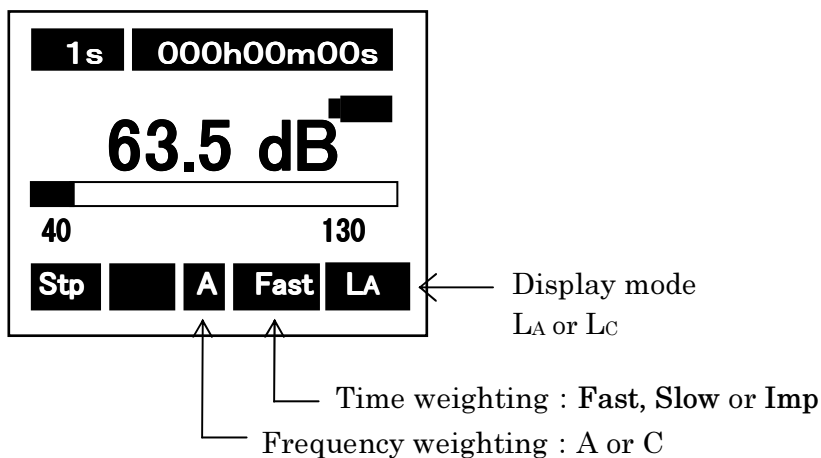 1s 000h00m00s
63.5 dB
40 130
Stp A Fast LA
Display mode
LA or LC
Time weighting : Fast, Slow or Imp
Frequency weighting : A or C